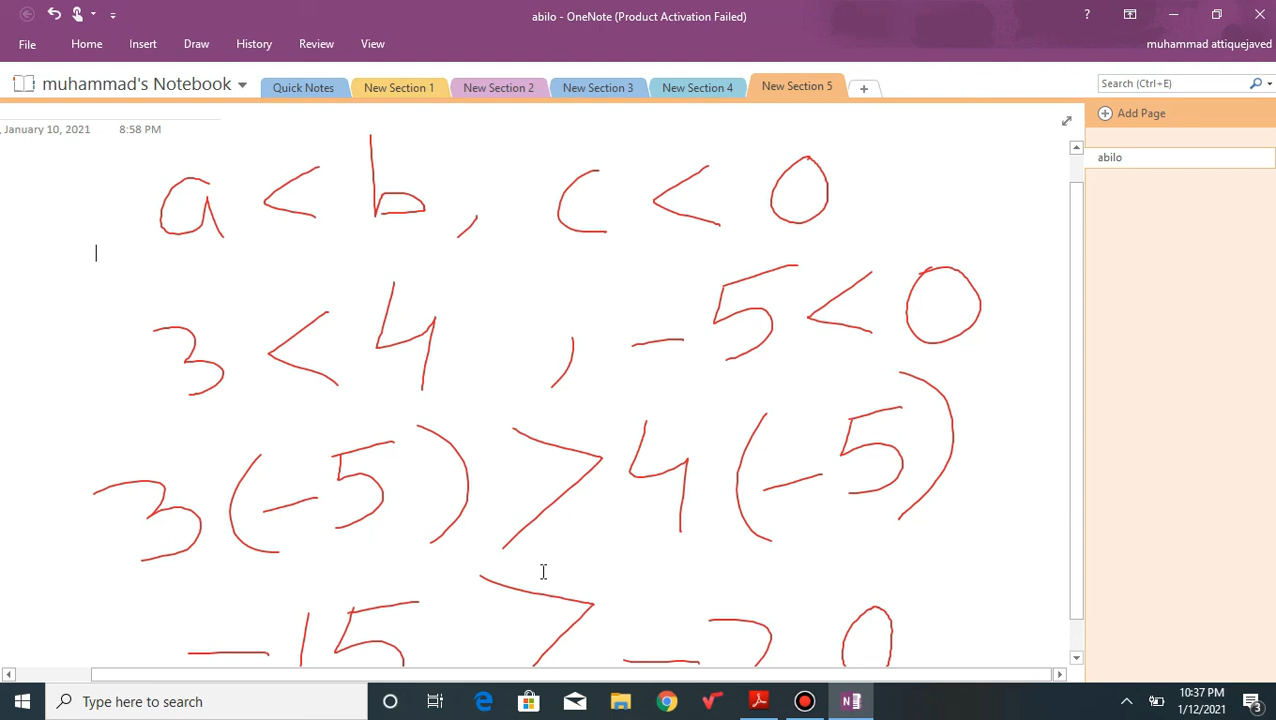 abilo - OneNote (Product Activation Failed)
File Home Insert Draw History Review View
muhammad attiquejaved
muhammad's Notebook Quick Notes New Section 1 New Section 2 New Section 3 New Section 4 New Section 5 + Search (Ctrl+E)
, January 10, 2021 8:58 PM
Add Page
abilo
a < b , c < 0
3 < 4 , -5 < 0
3(-5) > 4(-5)
-15 > -20
Type here to search
10:37 PM
1/12/2021
3